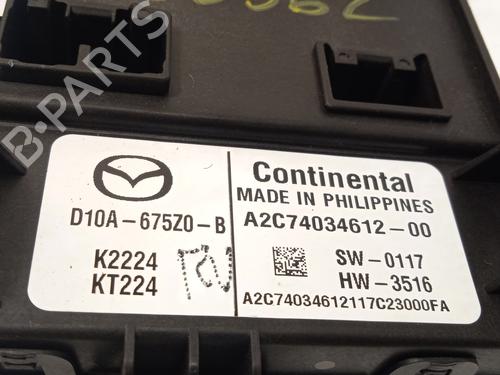 B-PARTS
D10A-675Z0-B
K2224
KT224
Continental
MADE IN PHILIPPINES
A2C74034612-00
SW-0117
HW-3516
A2C74034612117C23000FA